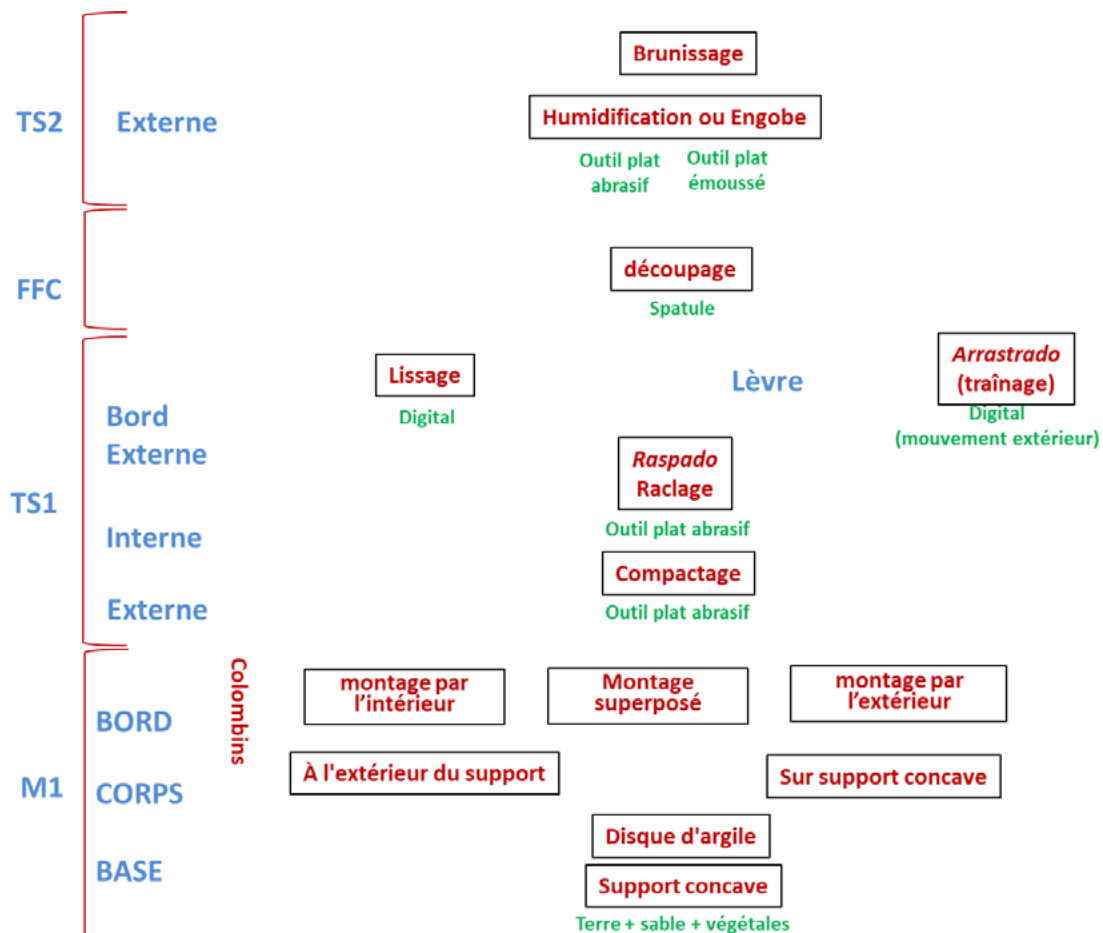 Brunissage
TS2
Externe
Humidification ou Engobe
Outil plat
abrasif
Outil plat
émoussé
FFC
découpage
Spatule
TS1
Lissage
Digital
Lèvre
Arrastrado
(traînage)
Digital
(mouvement extérieur)
Bord
Externe
Raspado
Raclage
Outil plat abrasif
Interne
Compactage
Outil plat abrasif
Externe
M1
Colombins
BORD
montage par
l'intérieur
Montage
superposé
montage par
l'extérieur
CORPS
À l'extérieur du support
Sur support concave
BASE
Disque d'argile
Support concave
Terre + sable + végétales